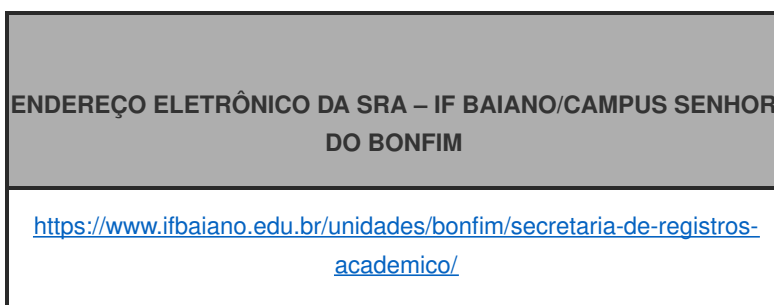 ENDEREÇO ELETRÔNICO DA SRA – IF BAIANO/CAMPUS SENHOR
DO BONFIM
https://www.ifbaiano.edu.br/unidades/bonfim/secretaria-de-registros-
academico/